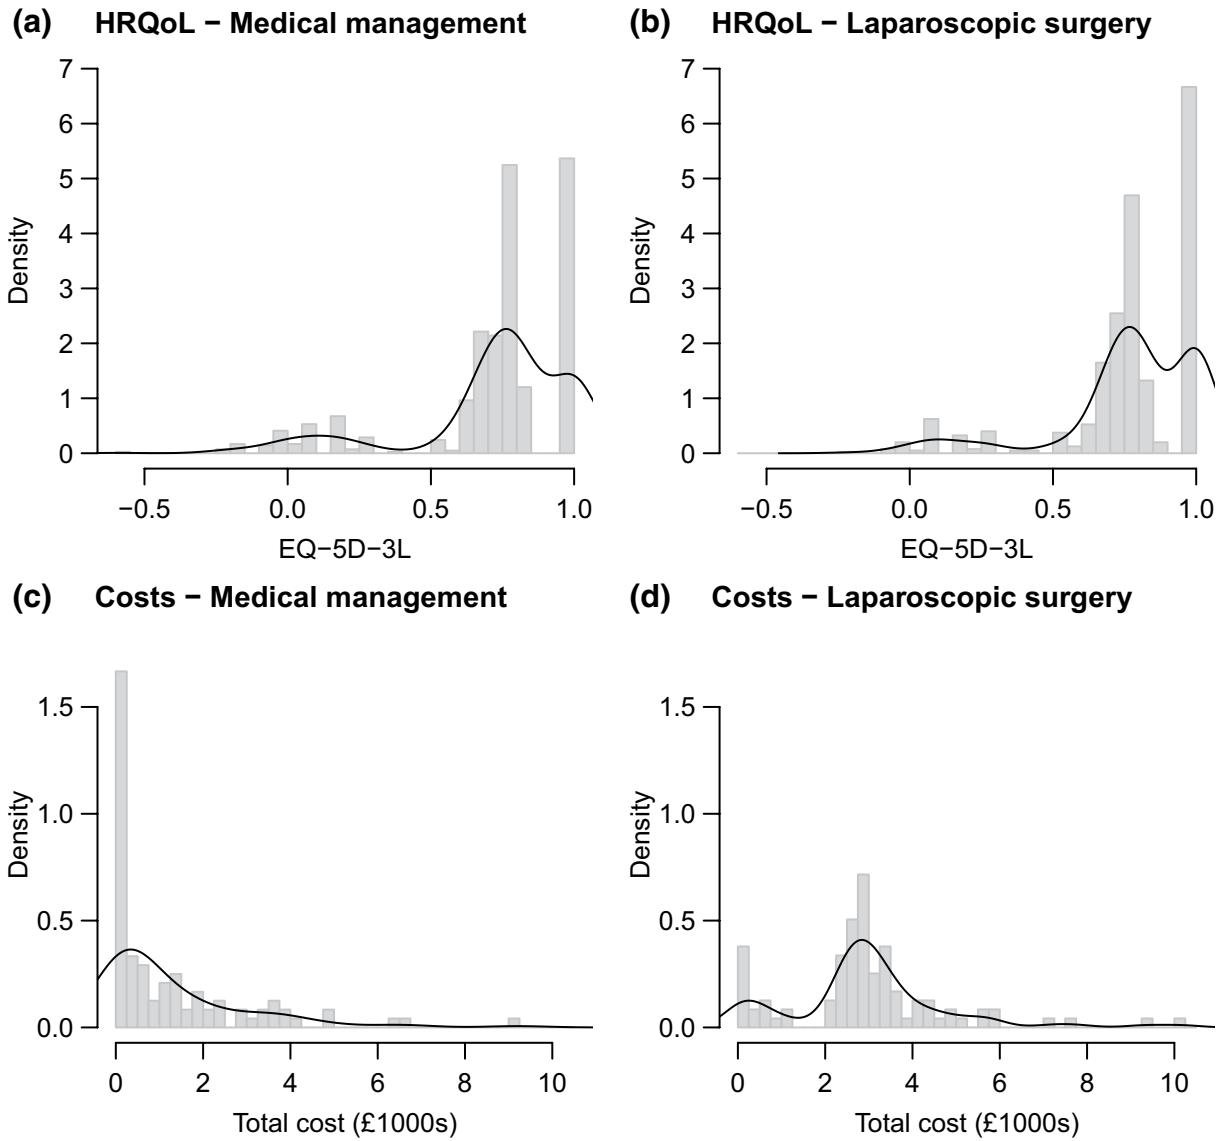 (a) HRQoL − Medical management
7
6
5
4
3
2
1
0
Density
−0.5 0.0 0.5 1.0
EQ−5D−3L
(b) HRQoL − Laparoscopic surgery
7
6
5
4
3
2
1
0
Density
−0.5 0.0 0.5 1.0
EQ−5D−3L
(c) Costs − Medical management
1.5
1.0
0.5
0.0
Density
0 2 4 6 8 10
Total cost (£1000s)
(d) Costs − Laparoscopic surgery
1.5
1.0
0.5
0.0
Density
0 2 4 6 8 10
Total cost (£1000s)